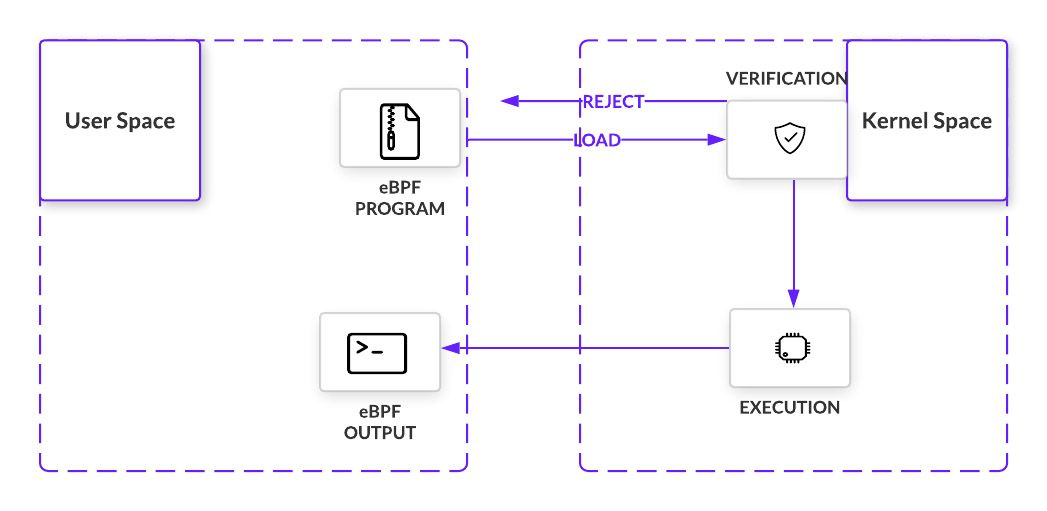 User Space
eBPF
PROGRAM
eBPF
OUTPUT
REJECT
LOAD
VERIFICATION
Kernel Space
EXECUTION